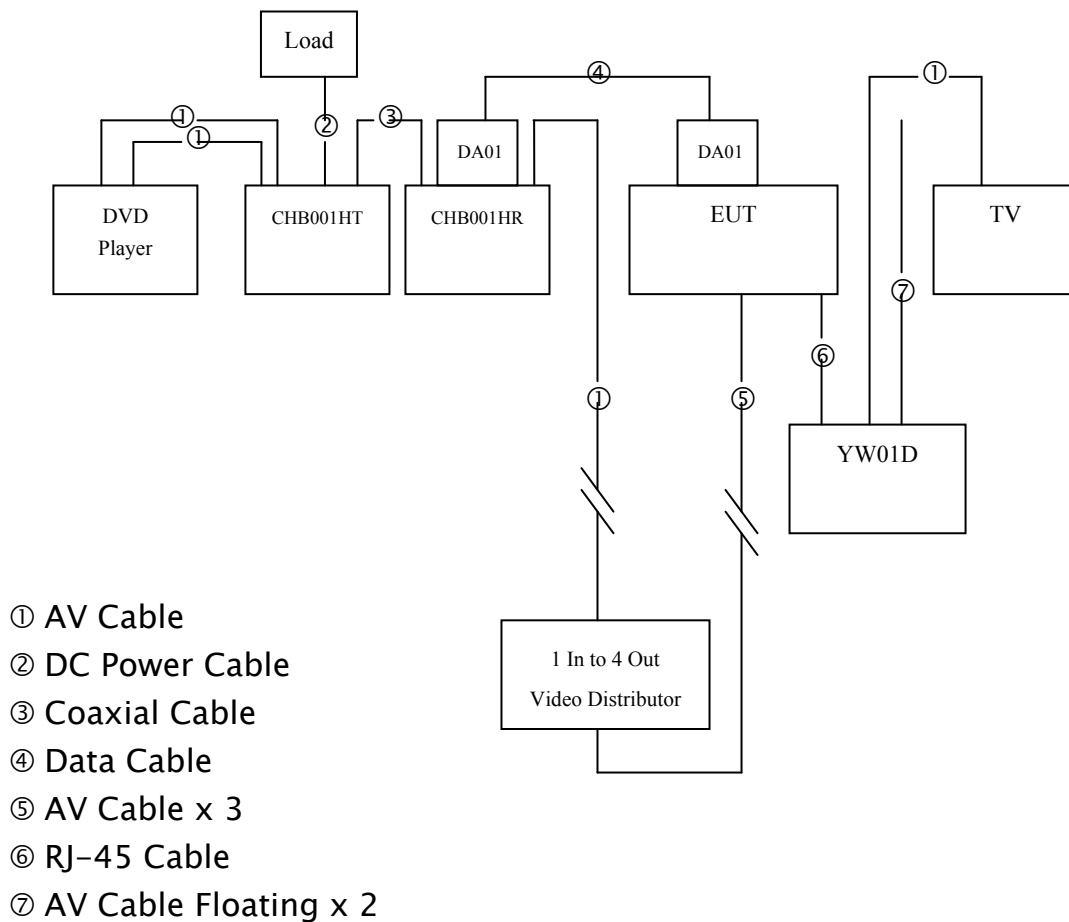 Load
①
④
①
③
②
①
DA01
DA01
DVD
Player
CHB001HT
CHB001HR
EUT
TV
⑦
⑥
①
⑤
YW01D
1 In to 4 Out
Video Distributor
① AV Cable
② DC Power Cable
③ Coaxial Cable
④ Data Cable
⑤ AV Cable x 3
⑥ RJ-45 Cable
⑦ AV Cable Floating x 2